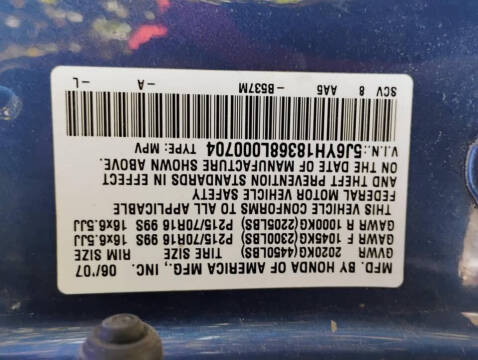 MFD. BY HONDA OF AMERICA MFG., INC. 06/'07
GVWR 2020KG(4450LBS) TIRE SIZE RIM SIZE
GAWR F 1045KG(2300LBS) P215/70R16 99S 16x6.5JJ
GAWR R 1000KG(2205LBS) P215/70R16 99S 16x6.5JJ
THIS VEHICLE CONFORMS TO ALL APPLICABLE
FEDERAL MOTOR VEHICLE SAFETY
AND THEFT PREVENTION STANDARDS IN EFFECT
ON THE DATE OF MANUFACTURE SHOWN ABOVE.
V.I.N.:5J6YH18368L000704 TYPE: MPV
SCV 8 AA5 -B537M -A -L